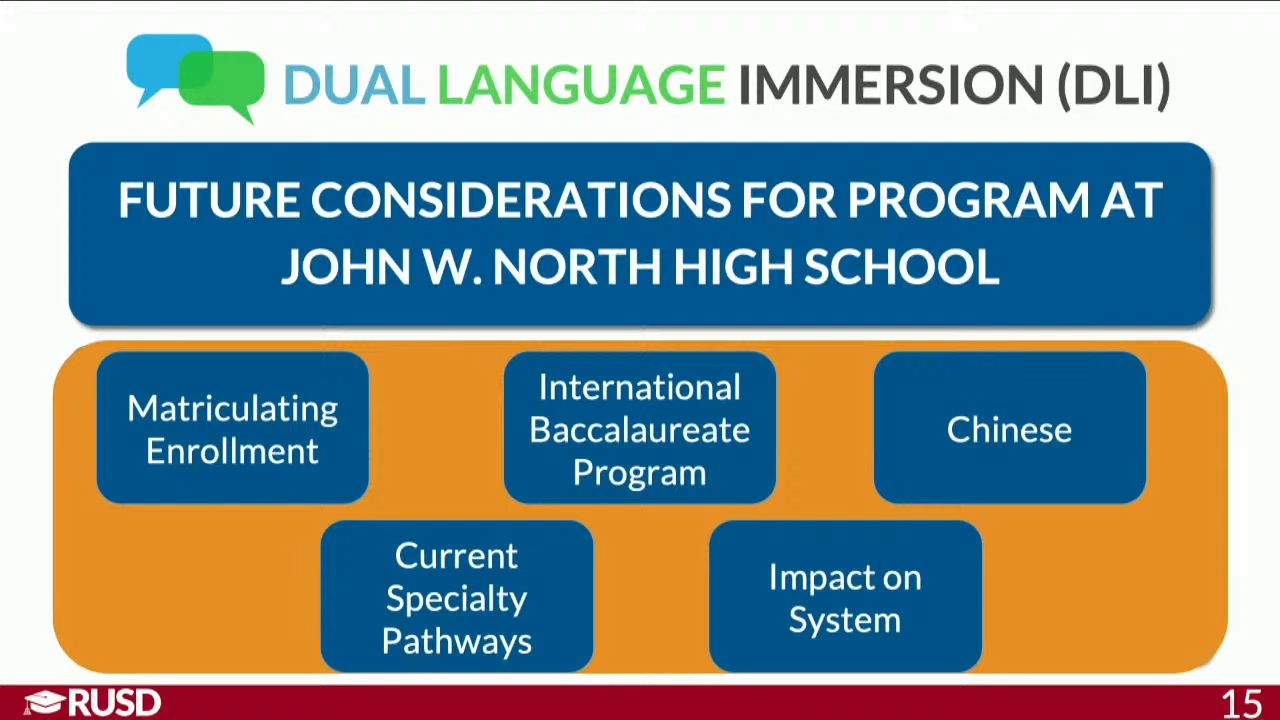 DUAL LANGUAGE IMMERSION (DLI)
FUTURE CONSIDERATIONS FOR PROGRAM AT
JOHN W. NORTH HIGH SCHOOL
Matriculating
Enrollment
International
Baccalaureate
Program
Chinese
Current
Specialty
Pathways
Impact on
System
RUSD
15